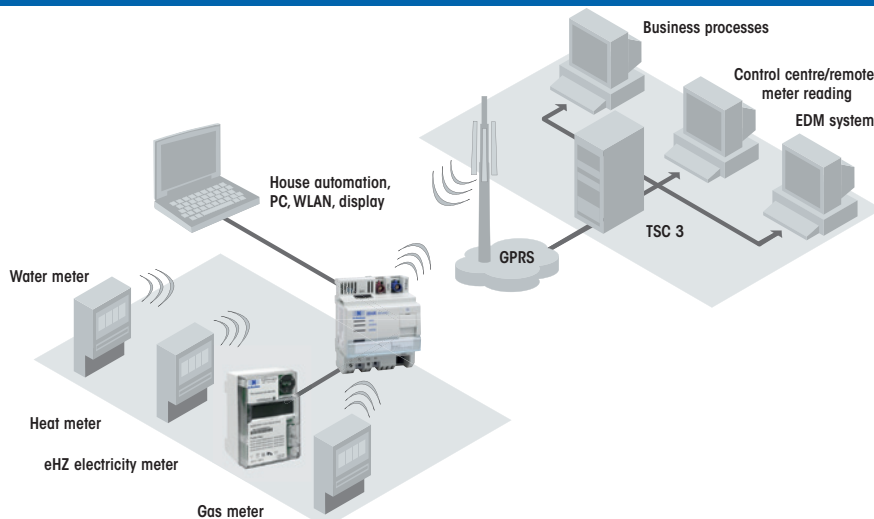 Business processes
Control centre/remote
meter reading
EDM system
House automation,
PC, WLAN, display
TSC 3
GPRS
Water meter
Heat meter
eHZ electricity meter
Gas meter